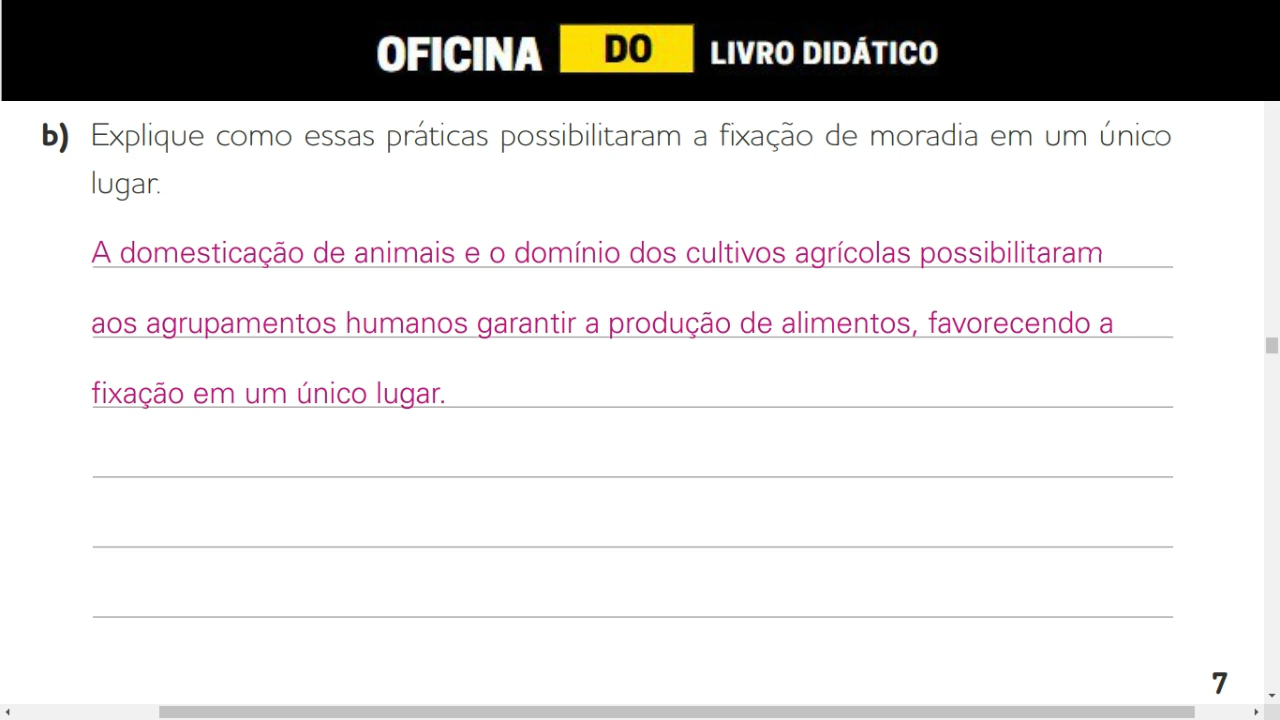 OFICINA DO LIVRO DIDÁTICO
b) Explique como essas práticas possibilitaram a fixação de moradia em um único
lugar.
A domesticação de animais e o domínio dos cultivos agrícolas possibilitaram
aos agrupamentos humanos garantir a produção de alimentos, favorecendo a
fixação em um único lugar.
7